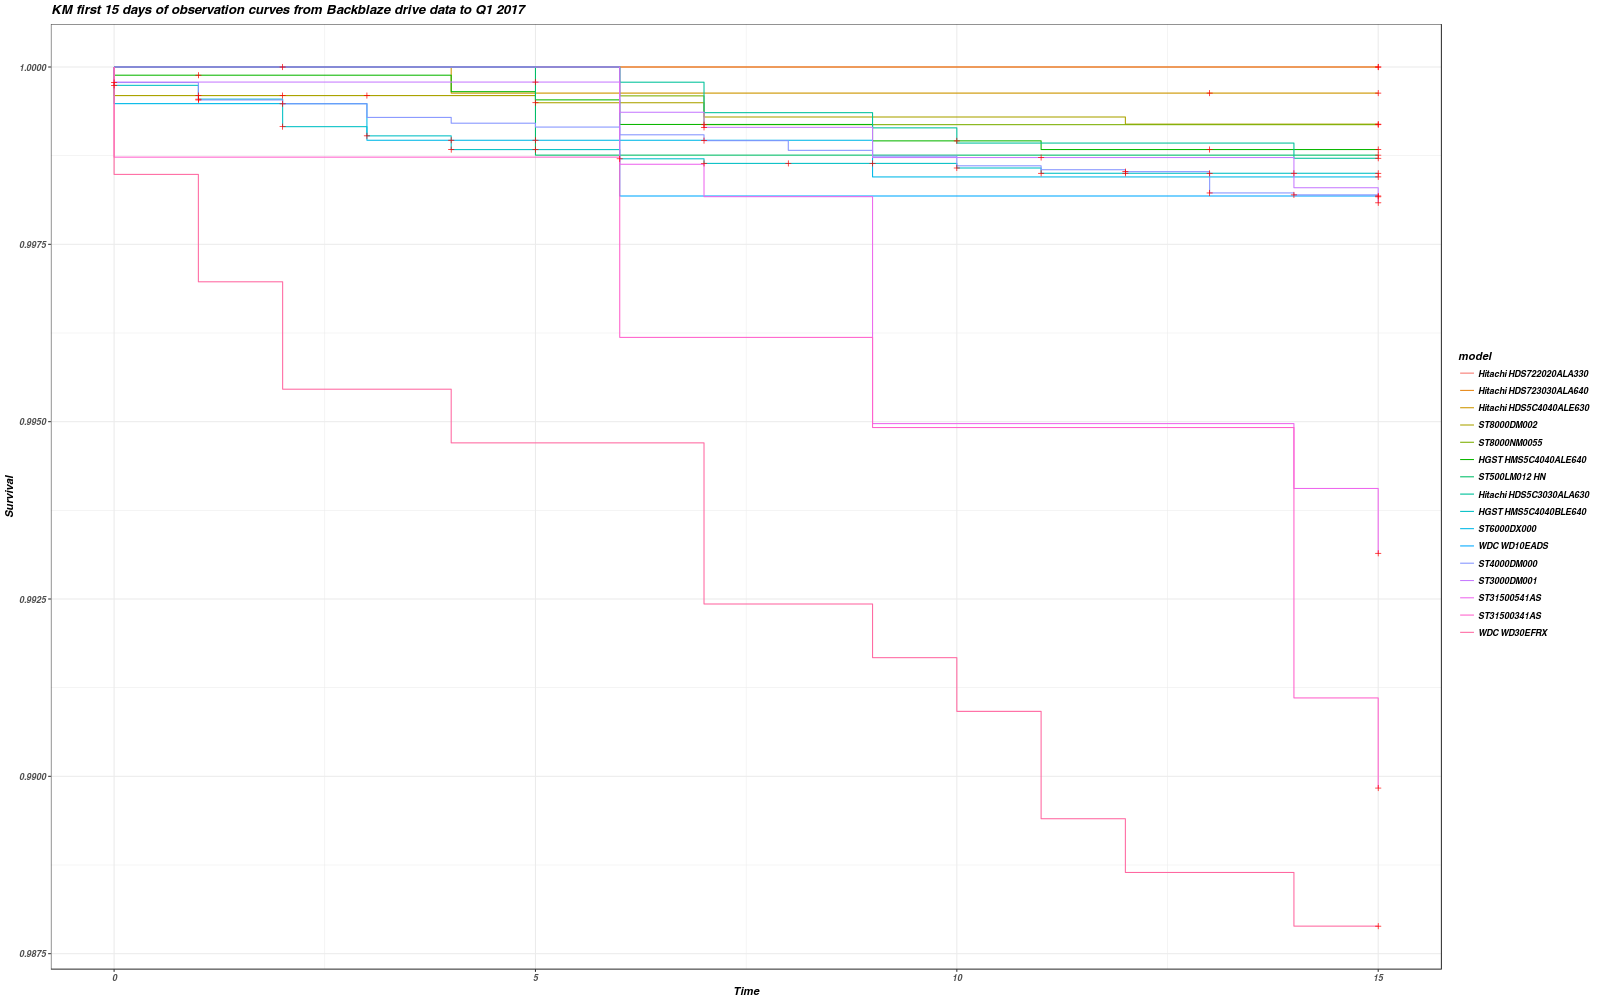 KM first 15 days of observation curves from Backblaze drive data to Q1 2017
1.0000
0.9975
0.9950
0.9925
0.9900
0.9875
Survival
0
5
10
15
Time
model
Hitachi HDS722020ALA330
Hitachi HDS723030ALA640
Hitachi HDS5C4040ALE630
ST8000DM002
ST8000NM0055
HGST HMS5C4040ALE640
ST500LM012 HN
Hitachi HDS5C3030ALA630
HGST HMS5C4040BLE640
ST6000DX000
WDC WD10EADS
ST4000DM000
ST3000DM001
ST31500541AS
ST31500341AS
WDC WD30EFRX